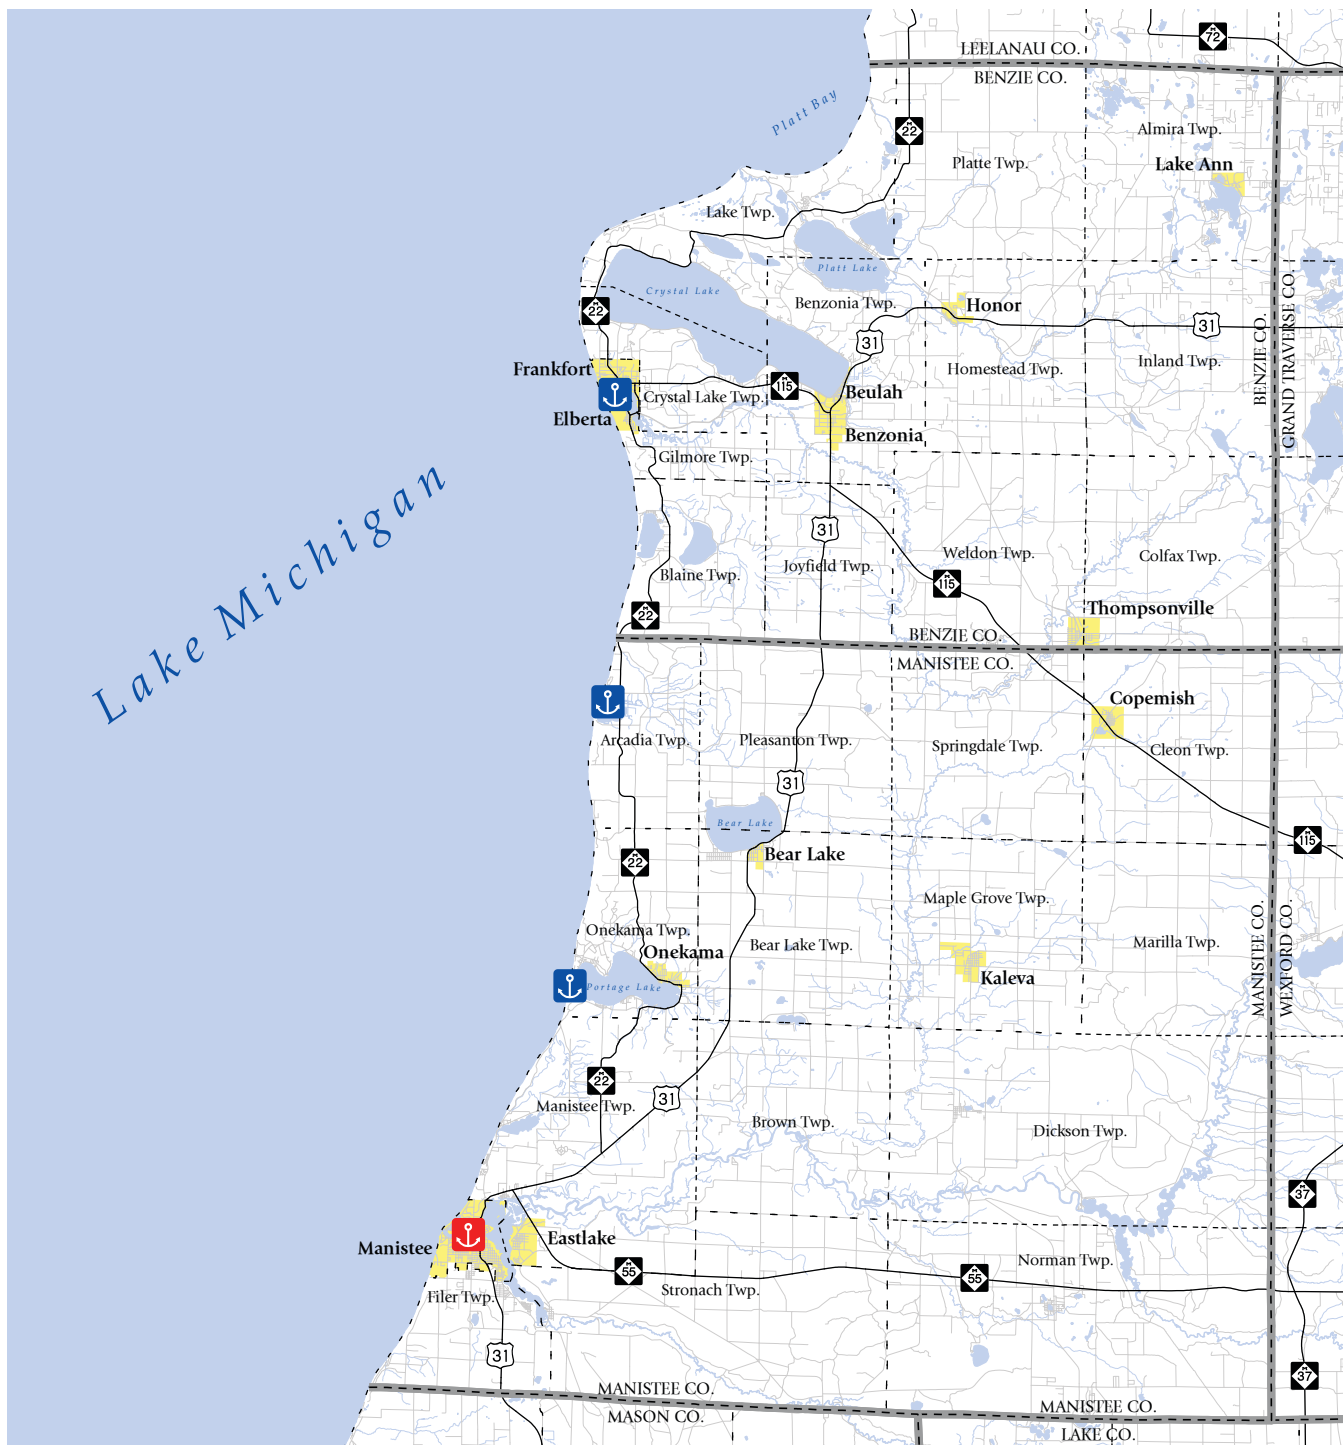 M 72
LEELANAU CO.
BENZIE CO.
Platt Bay
M 22
Almira Twp.
Platte Twp.
Lake Ann
Lake Twp.
Platt Lake
Crystal Lake
Benzonia Twp.
Honor
M 22
31
31
BENZIE CO.
GRAND TRAVERSE CO.
Frankfort
Homestead Twp.
Inland Twp.
M 115
Crystal Lake Twp.
Beulah
Elberta
Benzonia
Gilmore Twp.
Lake Michigan
31
Weldon Twp.
Colfax Twp.
Joyfield Twp.
Blaine Twp.
M 115
M 22
Thompsonville
BENZIE CO.
MANISTEE CO.
Copemish
Arcadia Twp.
Pleasanton Twp.
Springdale Twp.
Cleon Twp.
31
Bear Lake
M 115
M 22
Bear Lake
Maple Grove Twp.
MANISTEE CO.
WEXFORD CO.
Onekama Twp.
Bear Lake Twp.
Marilla Twp.
Onekama
Kaleva
Portage Lake
M 22
31
Manistee Twp.
Brown Twp.
Dickson Twp.
M 37
Eastlake
Manistee
M 55
M 55
Norman Twp.
Filer Twp.
Stronach Twp.
31
M 37
MANISTEE CO.
MASON CO.
MANISTEE CO.
LAKE CO.